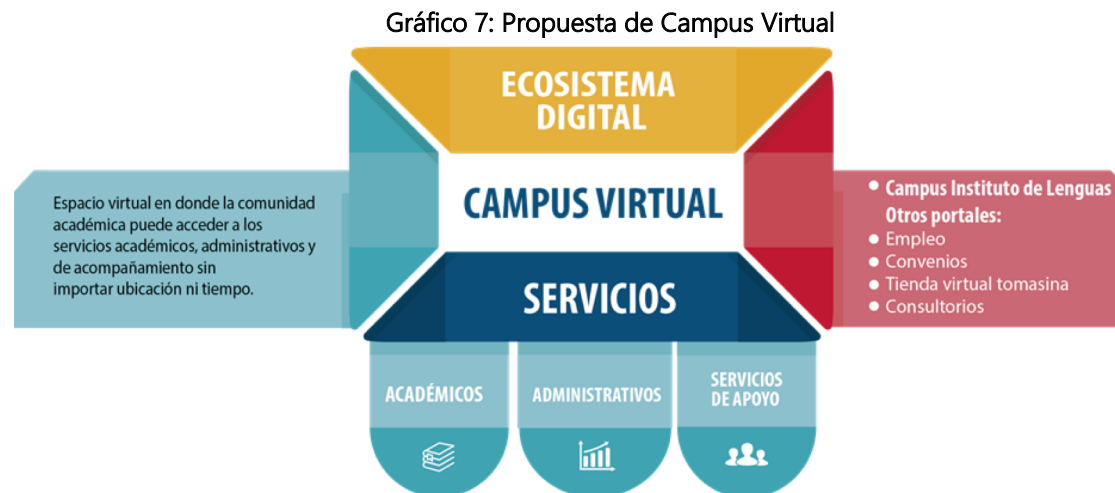 Gráfico 7: Propuesta de Campus Virtual
ECOSISTEMA
DIGITAL
CAMPUS VIRTUAL
SERVICIOS
Espacio virtual en donde la comunidad
académica puede acceder a los
servicios académicos, administrativos y
de acompañamiento sin
importar ubicación ni tiempo.
• Campus Instituto de Lenguas
Otros portales:
• Empleo
• Convenios
• Tienda virtual tomasina
• Consultorios
ACADÉMICOS
ADMINISTRATIVOS
SERVICIOS
DE APOYO